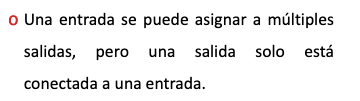 o Una entrada se puede asignar a múltiples
salidas, pero una salida solo está
conectada a una entrada.